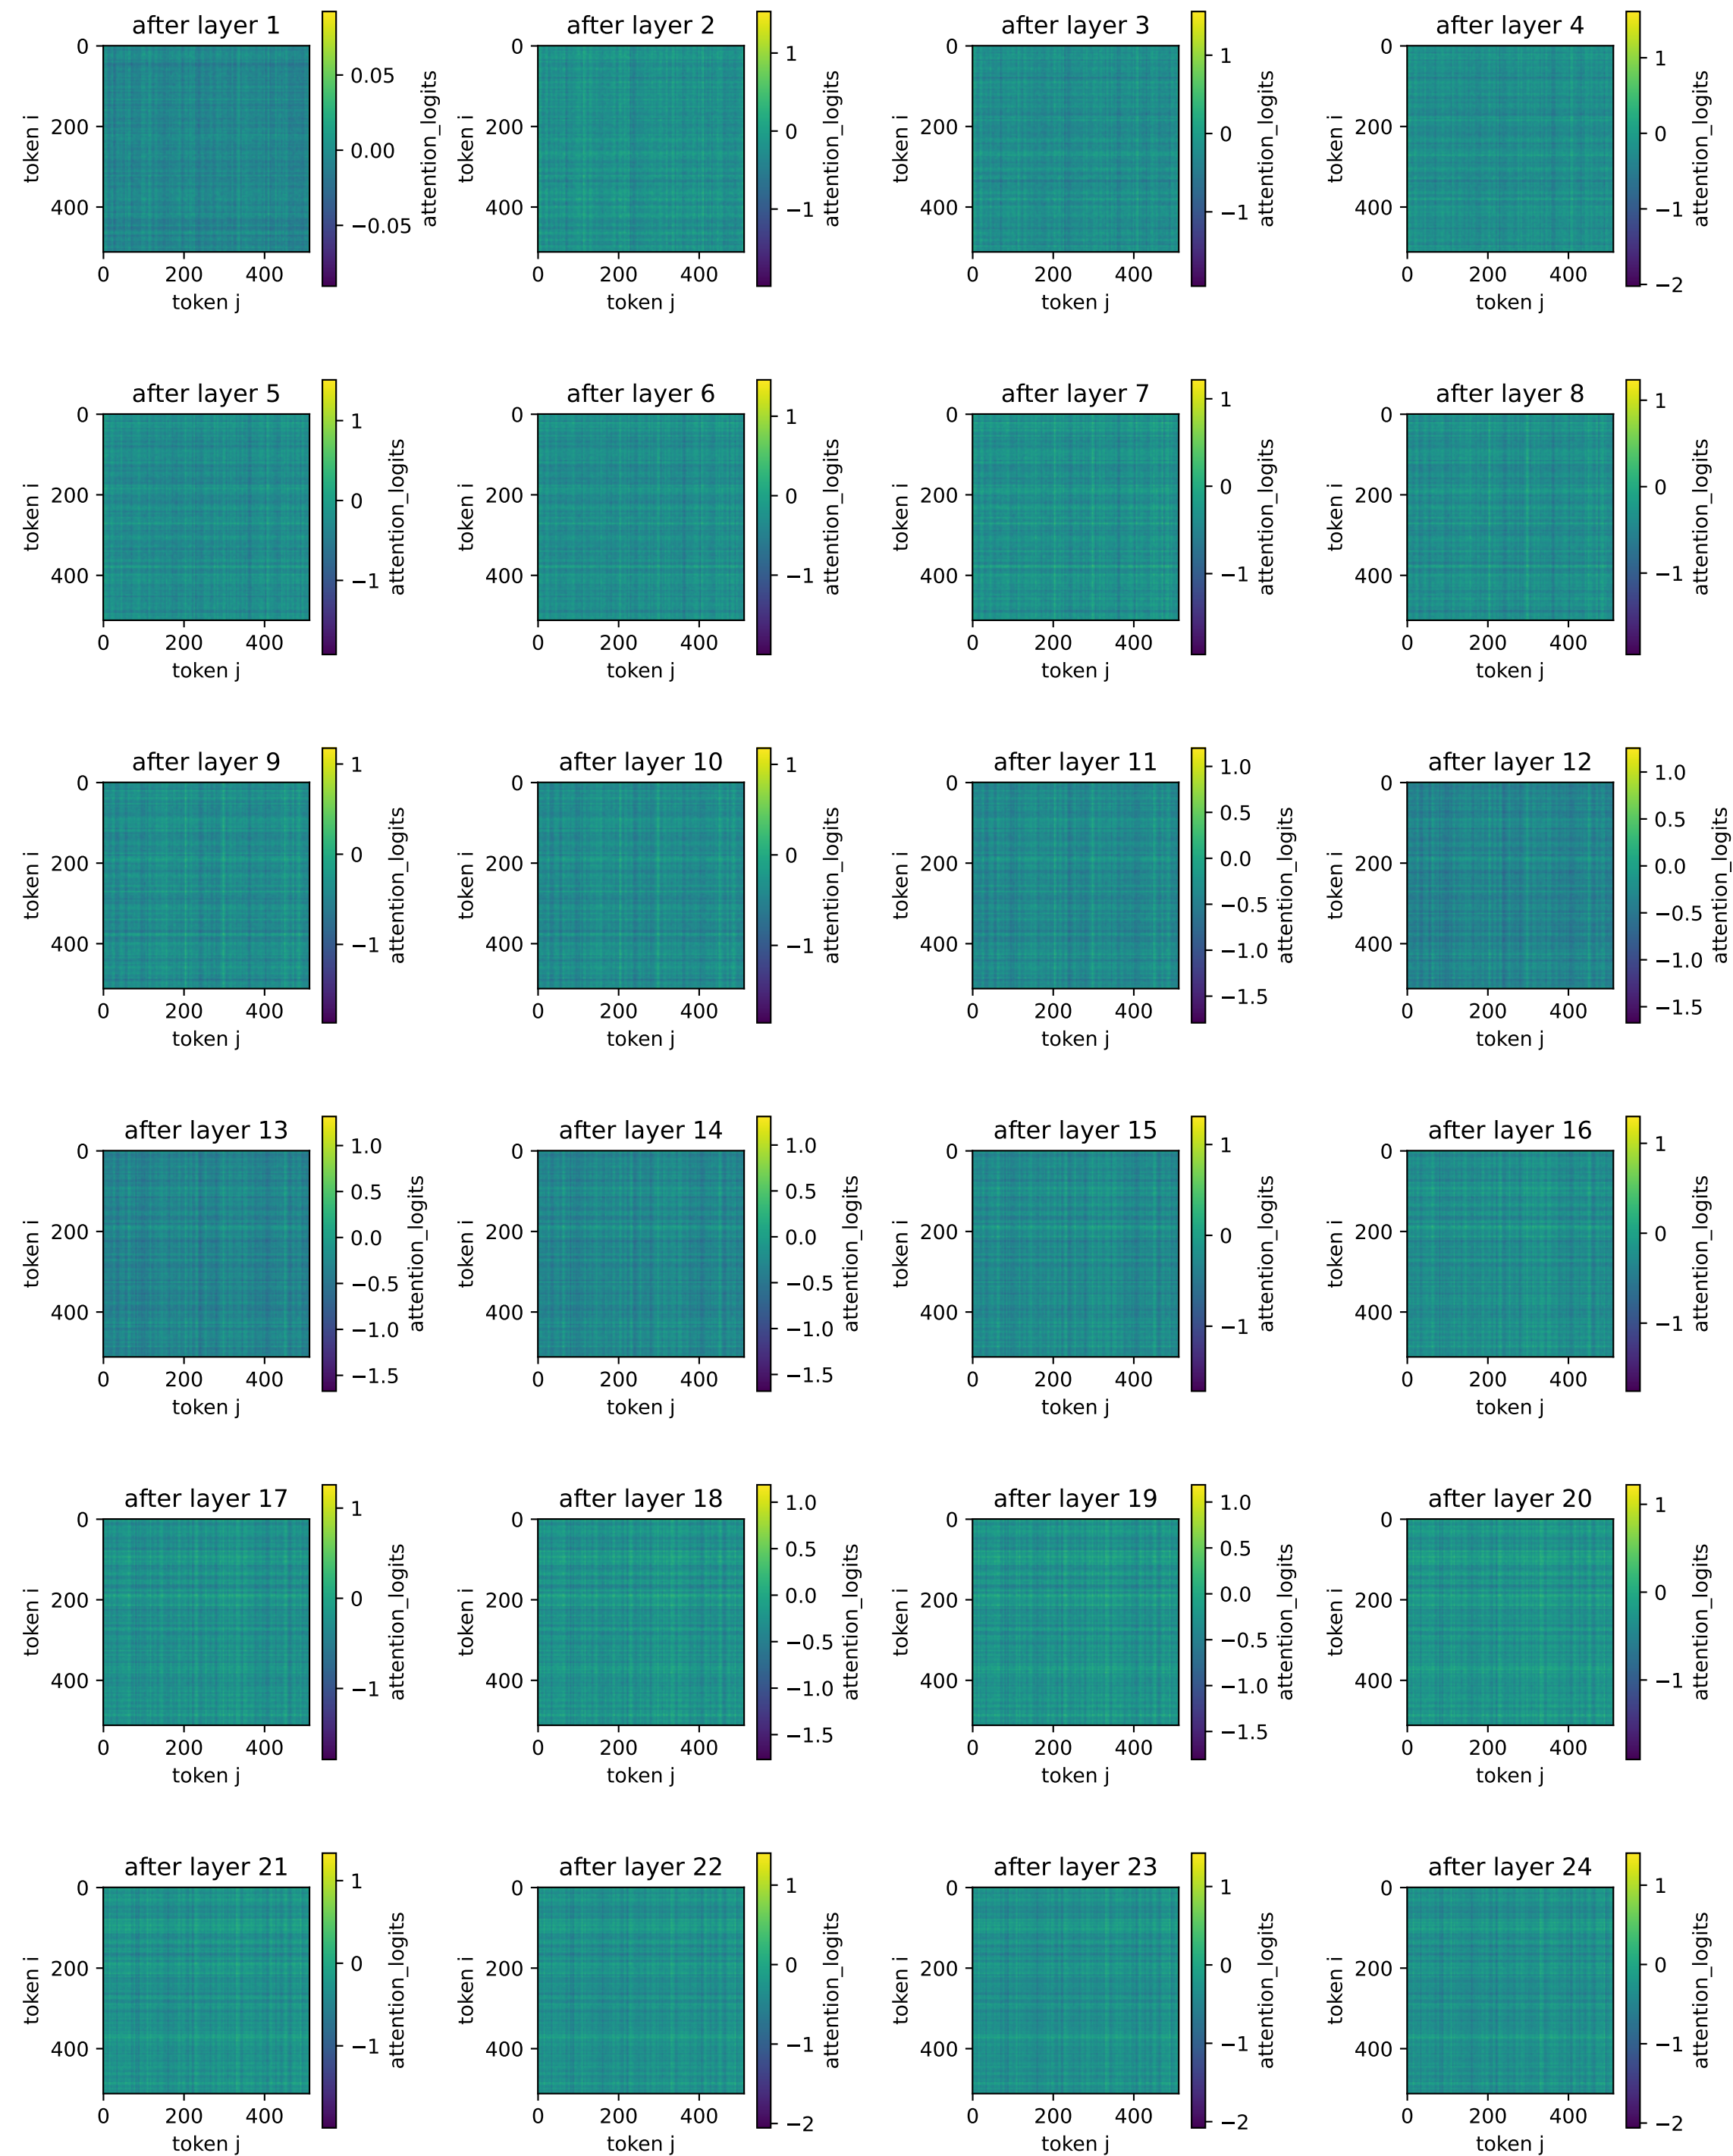 after layer 1
0
200
400
token i
0 200 400
token j
0.05
0.00
−0.05
attention_logits
after layer 2
0
200
400
token i
0 200 400
token j
1
0
−1
attention_logits
after layer 3
0
200
400
token i
0 200 400
token j
1
0
−1
attention_logits
after layer 4
0
200
400
token i
0 200 400
token j
1
0
−1
−2
attention_logits
after layer 5
0
200
400
token i
0 200 400
token j
1
0
−1
attention_logits
after layer 6
0
200
400
token i
0 200 400
token j
1
0
−1
attention_logits
after layer 7
0
200
400
token i
0 200 400
token j
1
0
−1
attention_logits
after layer 8
0
200
400
token i
0 200 400
token j
1
0
−1
attention_logits
after layer 9
0
200
400
token i
0 200 400
token j
1
0
−1
attention_logits
after layer 10
0
200
400
token i
0 200 400
token j
1
0
−1
attention_logits
after layer 11
0
200
400
token i
0 200 400
token j
1.0
0.5
0.0
−0.5
−1.0
−1.5
attention_logits
after layer 12
0
200
400
token i
0 200 400
token j
1.0
0.5
0.0
−0.5
−1.0
−1.5
attention_logits
after layer 13
0
200
400
token i
0 200 400
token j
1.0
0.5
0.0
−0.5
−1.0
−1.5
attention_logits
after layer 14
0
200
400
token i
0 200 400
token j
1.0
0.5
0.0
−0.5
−1.0
−1.5
attention_logits
after layer 15
0
200
400
token i
0 200 400
token j
1
0
−1
attention_logits
after layer 16
0
200
400
token i
0 200 400
token j
1
0
−1
attention_logits
after layer 17
0
200
400
token i
0 200 400
token j
1
0
−1
attention_logits
after layer 18
0
200
400
token i
0 200 400
token j
1.0
0.5
0.0
−0.5
−1.0
−1.5
attention_logits
after layer 19
0
200
400
token i
0 200 400
token j
1.0
0.5
0.0
−0.5
−1.0
−1.5
attention_logits
after layer 20
0
200
400
token i
0 200 400
token j
1
0
−1
attention_logits
after layer 21
0
200
400
token i
0 200 400
token j
1
0
−1
attention_logits
after layer 22
0
200
400
token i
0 200 400
token j
1
0
−1
−2
attention_logits
after layer 23
0
200
400
token i
0 200 400
token j
1
0
−1
−2
attention_logits
after layer 24
0
200
400
token i
0 200 400
token j
1
0
−1
−2
attention_logits